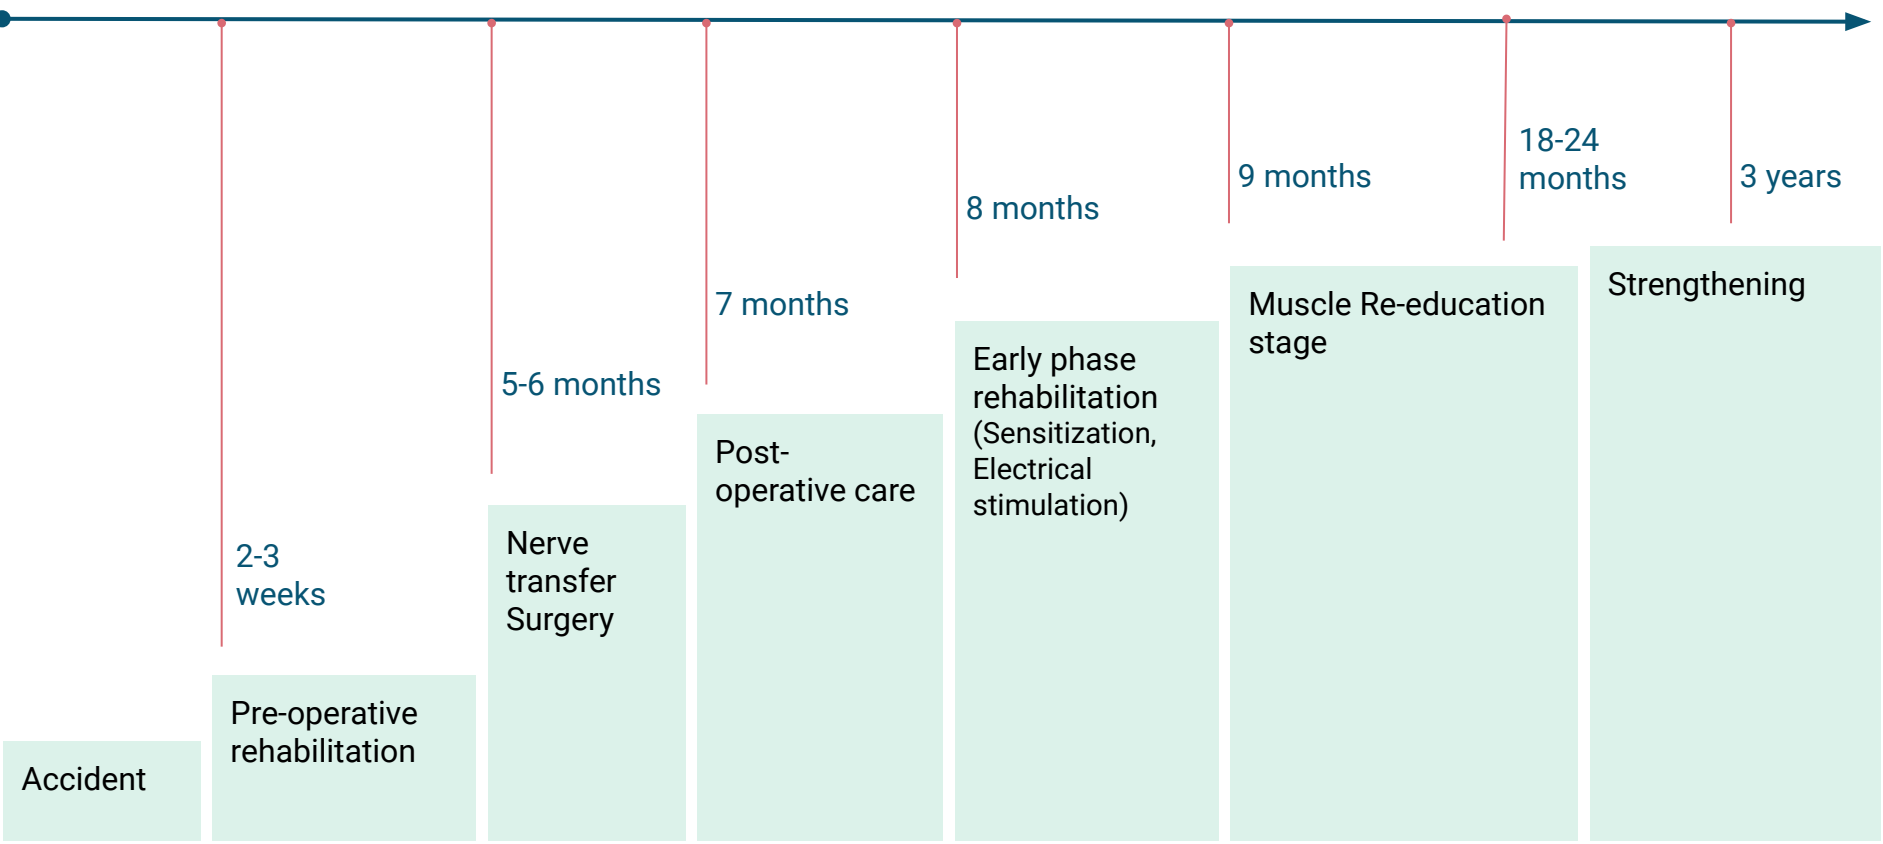 Accident
2-3
weeks
Pre-operative
rehabilitation
5-6 months
Nerve
transfer
Surgery
7 months
Post-
operative care
8 months
Early phase
rehabilitation
(Sensitization,
Electrical
stimulation)
9 months
Muscle Re-education
stage
18-24
months
3 years
Strengthening